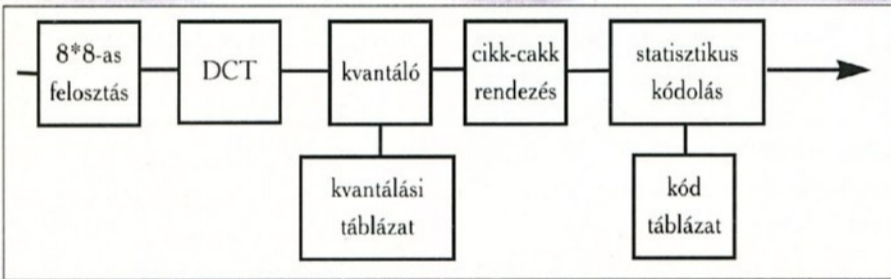 8*8-as
felosztás
DCT
kvantáló
cikk-cakk
rendezés
statisztikus
kódolás
kvantálási
táblázat
kód
táblázat